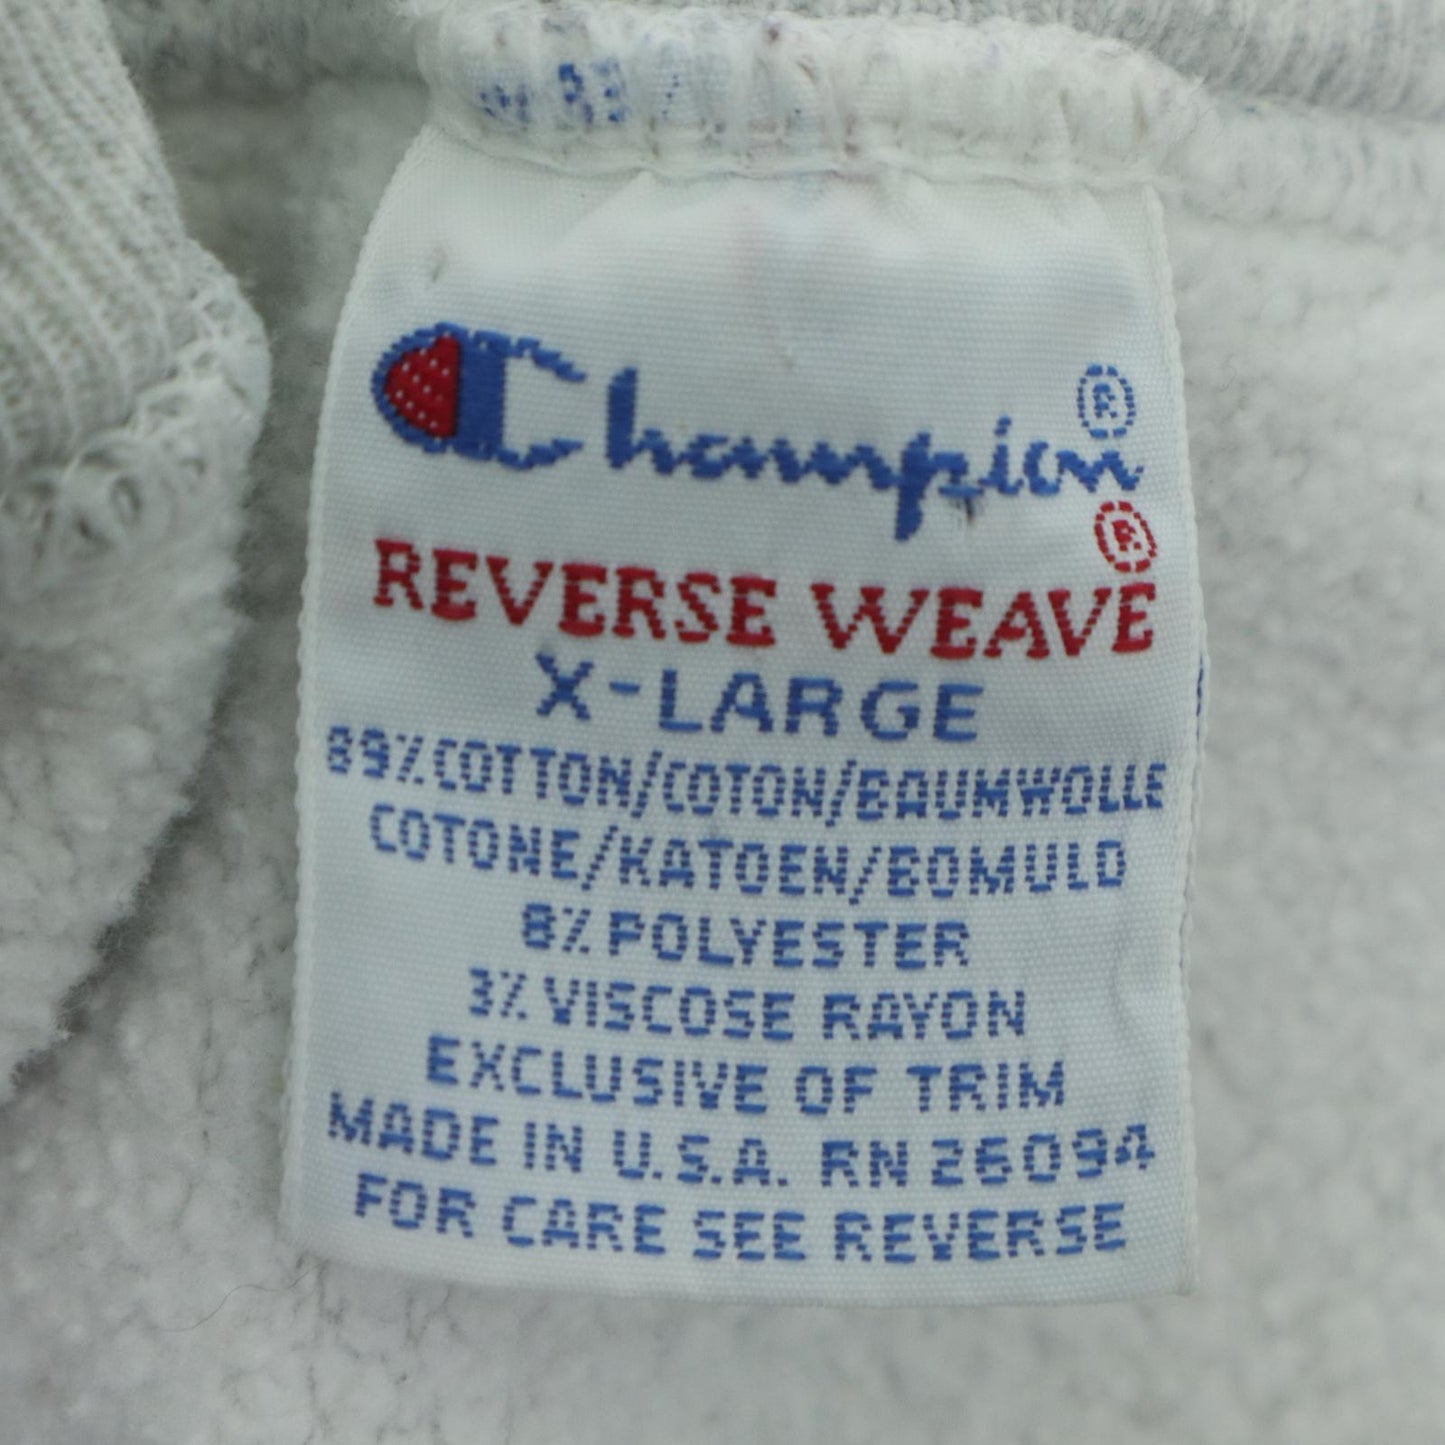 Champion®
REVERSE WEAVE®
X-LARGE
89% COTTON/COTON/BAUMWOLLE
COTONE/KATOEN/BOMULD
8% POLYESTER
3% VISCOSE RAYON
EXCLUSIVE OF TRIM
MADE IN U.S.A. RN 26094
FOR CARE SEE REVERSE